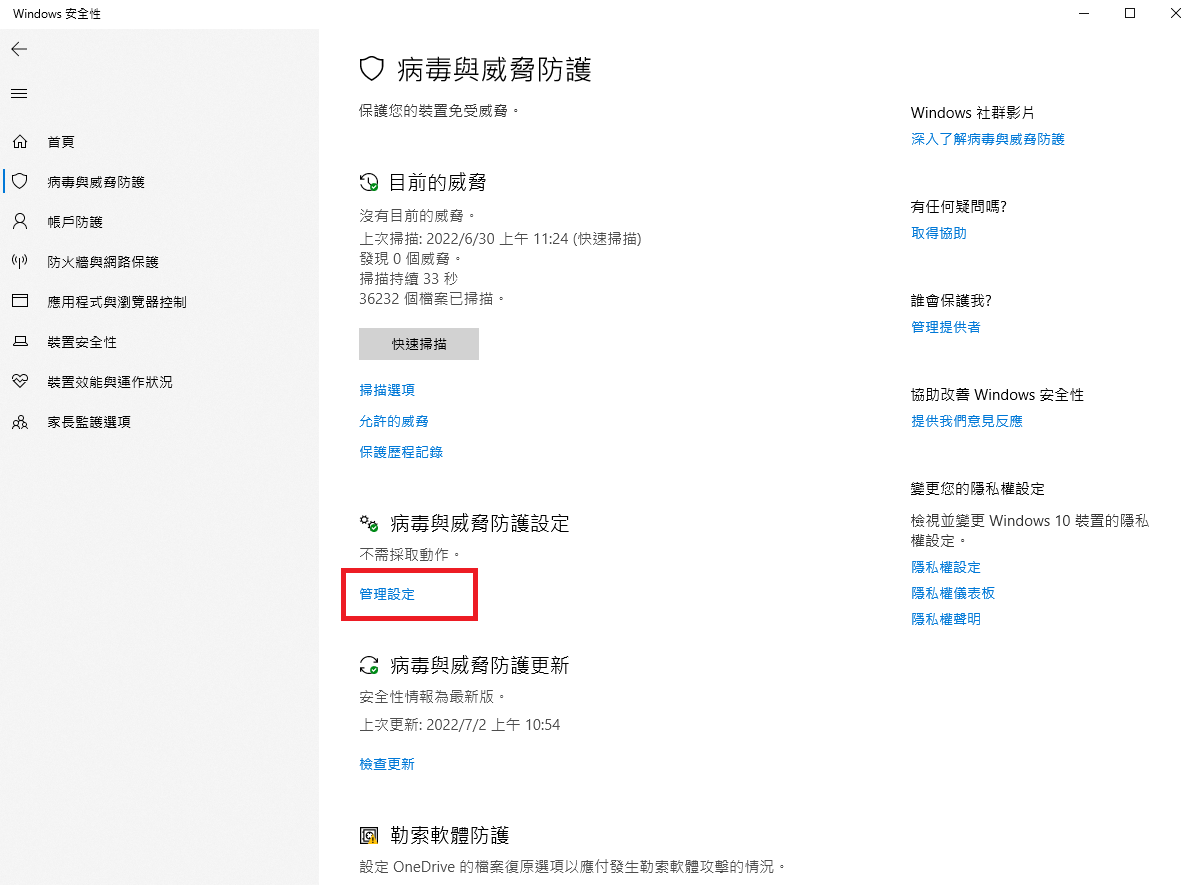 Windows 安全性
首頁
病毒與威脅防護
帳戶防護
防火牆與網路保護
應用程式與瀏覽器控制
裝置安全性
裝置效能與運作狀況
家長監護選項
病毒與威脅防護
保護您的裝置免受威脅。
目前的威脅
沒有目前的威脅。
上次掃描: 2022/6/30 上午 11:24 (快速掃描)
發現 0 個威脅。
掃描持續 33 秒
36232 個檔案已掃描。
快速掃描
掃描選項
允許的威脅
保護歷程記錄
病毒與威脅防護設定
不需採取動作。
管理設定
病毒與威脅防護更新
安全性情報為最新版。
上次更新: 2022/7/2 上午 10:54
檢查更新
勒索軟體防護
設定 OneDrive 的檔案復原選項以應付發生勒索軟體攻擊的情況。
Windows 社群影片
深入了解病毒與威脅防護
有任何疑問嗎?
取得協助
誰會保護我?
管理提供者
協助改善 Windows 安全性
提供我們意見反應
變更您的隱私權設定
檢視並變更 Windows 10 裝置的隱私
權設定。
隱私權設定
隱私權儀表板
隱私權聲明